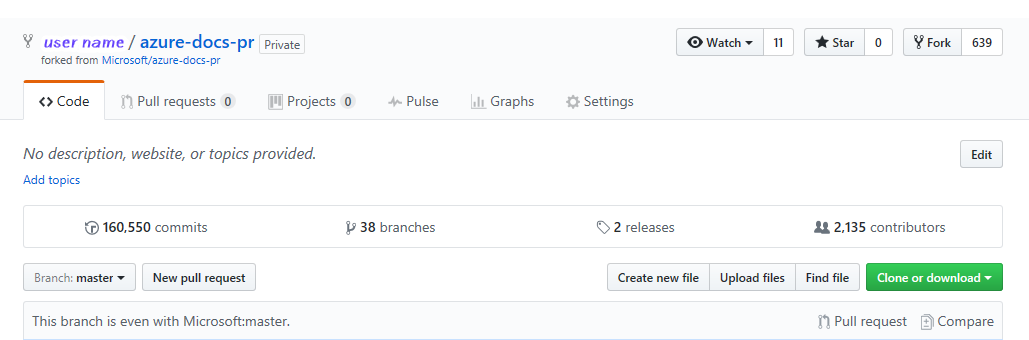 user name / azure-docs-pr Private Watch 11 Star 0 Fork 639
forked from Microsoft/azure-docs-pr
Code Pull requests 0 Projects 0 Pulse Graphs Settings
No description, website, or topics provided. Edit
Add topics
160,550 commits 38 branches 2 releases 2,135 contributors
Branch: master New pull request Create new file Upload files Find file Clone or download
This branch is even with Microsoft:master. Pull request Compare